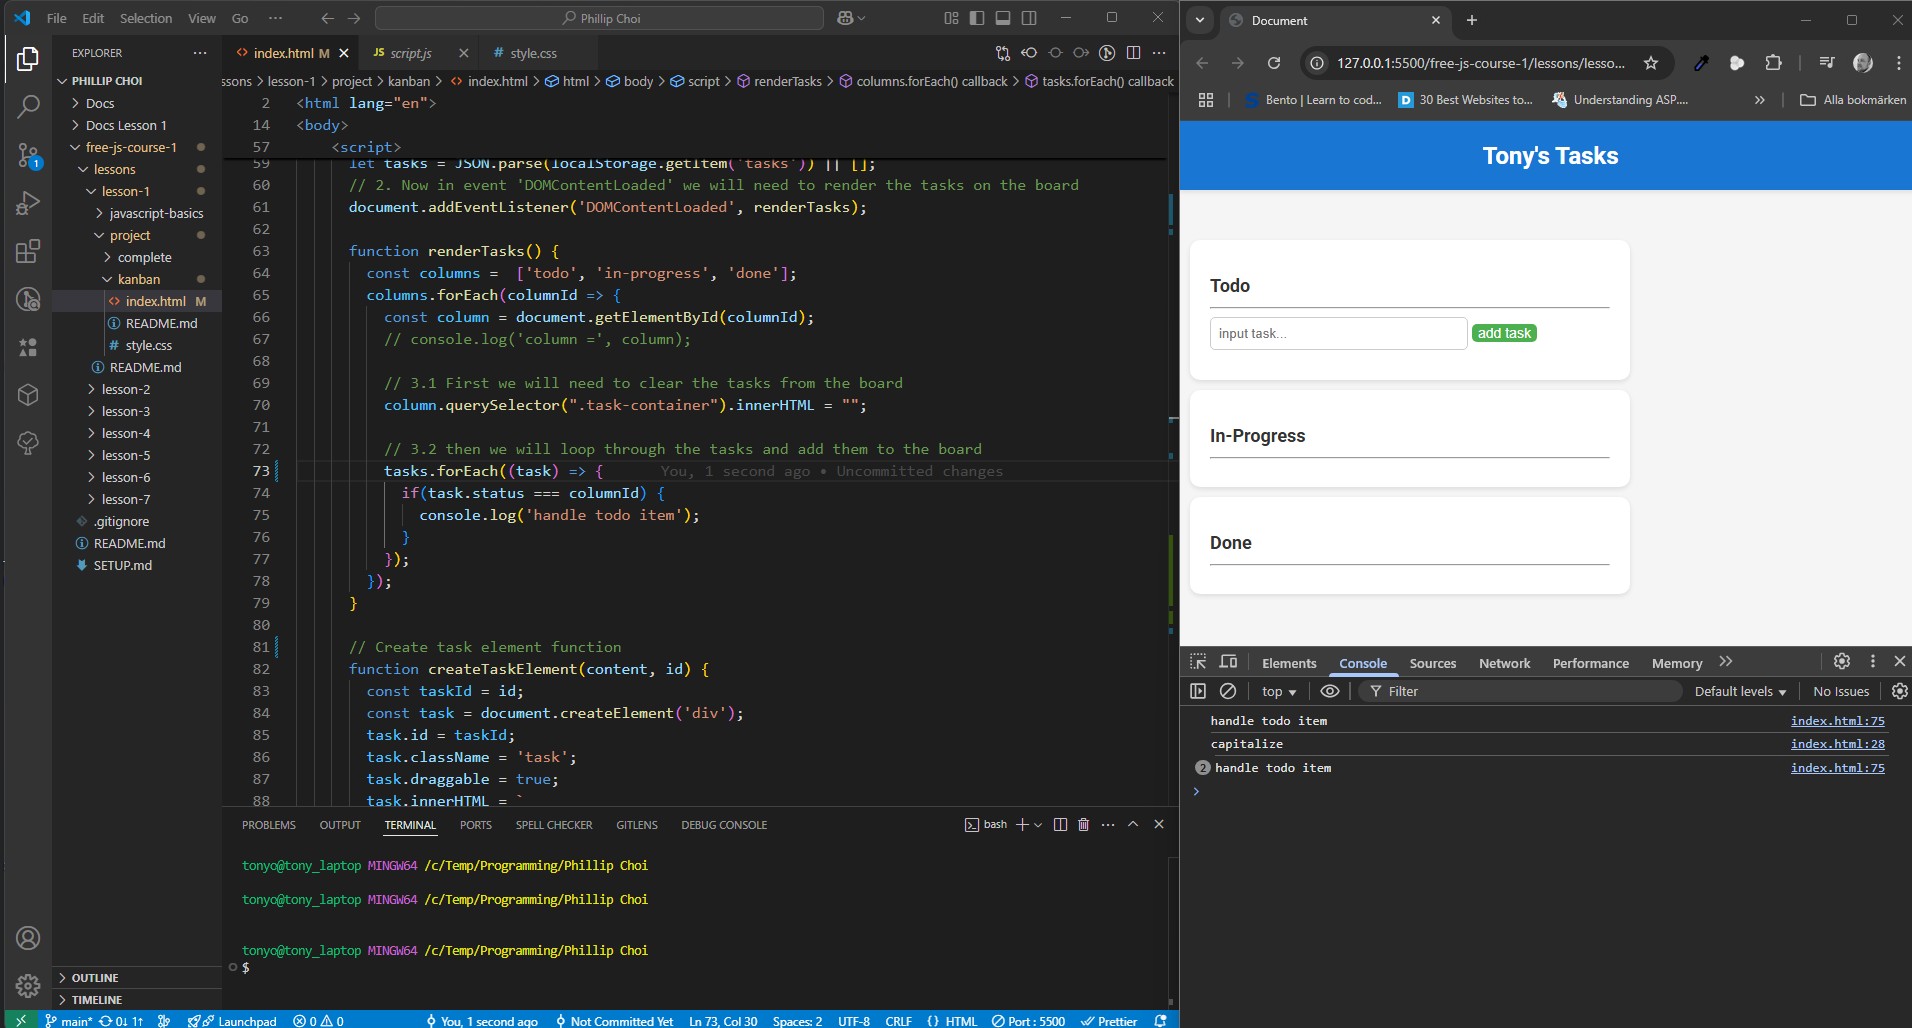 File Edit Selection View Go ···
Phillip Choi
EXPLORER ···
PHILLIP CHOI
Docs
Docs Lesson 1
free-js-course-1
lessons
lesson-1
javascript-basics
project
complete
kanban
index.html M
README.md
style.css
README.md
lesson-2
lesson-3
lesson-4
lesson-5
lesson-6
lesson-7
.gitignore
README.md
SETUP.md
OUTLINE
TIMELINE
index.html M JS script.js # style.css
ssons > lesson-1 > project > kanban > index.html > html > body > script > renderTasks > columns.forEach() callback > tasks.forEach() callback
2 <html lang="en">
14 <body>
57 <script>
59 let tasks = JSON.parse(localStorage.getItem('tasks')) || [];
60 // 2. Now in event 'DOMContentLoaded' we will need to render the tasks on the board
61 document.addEventListener('DOMContentLoaded', renderTasks);
62
63 function renderTasks() {
64 const columns =  ['todo', 'in-progress', 'done'];
65 columns.forEach(columnId => {
66 const column = document.getElementById(columnId);
67 // console.log('column =', column);
68
69 // 3.1 First we will need to clear the tasks from the board
70 column.querySelector(".task-container").innerHTML = "";
71
72 // 3.2 then we will loop through the tasks and add them to the board
73 tasks.forEach((task) => { You, 1 second ago • Uncommitted changes
74 if(task.status === columnId) {
75 console.log('handle todo item');
76 }
77 });
78 });
79 }
80
81 // Create task element function
82 function createTaskElement(content, id) {
83 const taskId = id;
84 const task = document.createElement('div');
85 task.id = taskId;
86 task.className = 'task';
87 task.draggable = true;
88 task.innerHTML = `
PROBLEMS OUTPUT TERMINAL PORTS SPELL CHECKER GITLENS DEBUG CONSOLE
bash
tonyo@tony_laptop MINGW64 /c/Temp/Programming/Phillip Choi
tonyo@tony_laptop MINGW64 /c/Temp/Programming/Phillip Choi
tonyo@tony_laptop MINGW64 /c/Temp/Programming/Phillip Choi
$
main* 0↓ 1↑ Launchpad 0 0 You, 1 second ago Not Committed Yet Ln 73, Col 30 Spaces: 2 UTF-8 CRLF {} HTML Port : 5500 Prettier
Document
127.0.0.1:5500/free-js-course-1/lessons/lesso...
Bento | Learn to cod... 30 Best Websites to... Understanding ASP.... » Alla bokmärken
Tony's Tasks
Todo
input task... add task
In-Progress
Done
Elements Console Sources Network Performance Memory »
top Filter Default levels No Issues
handle todo item index.html:75
capitalize index.html:28
2 handle todo item index.html:75
>